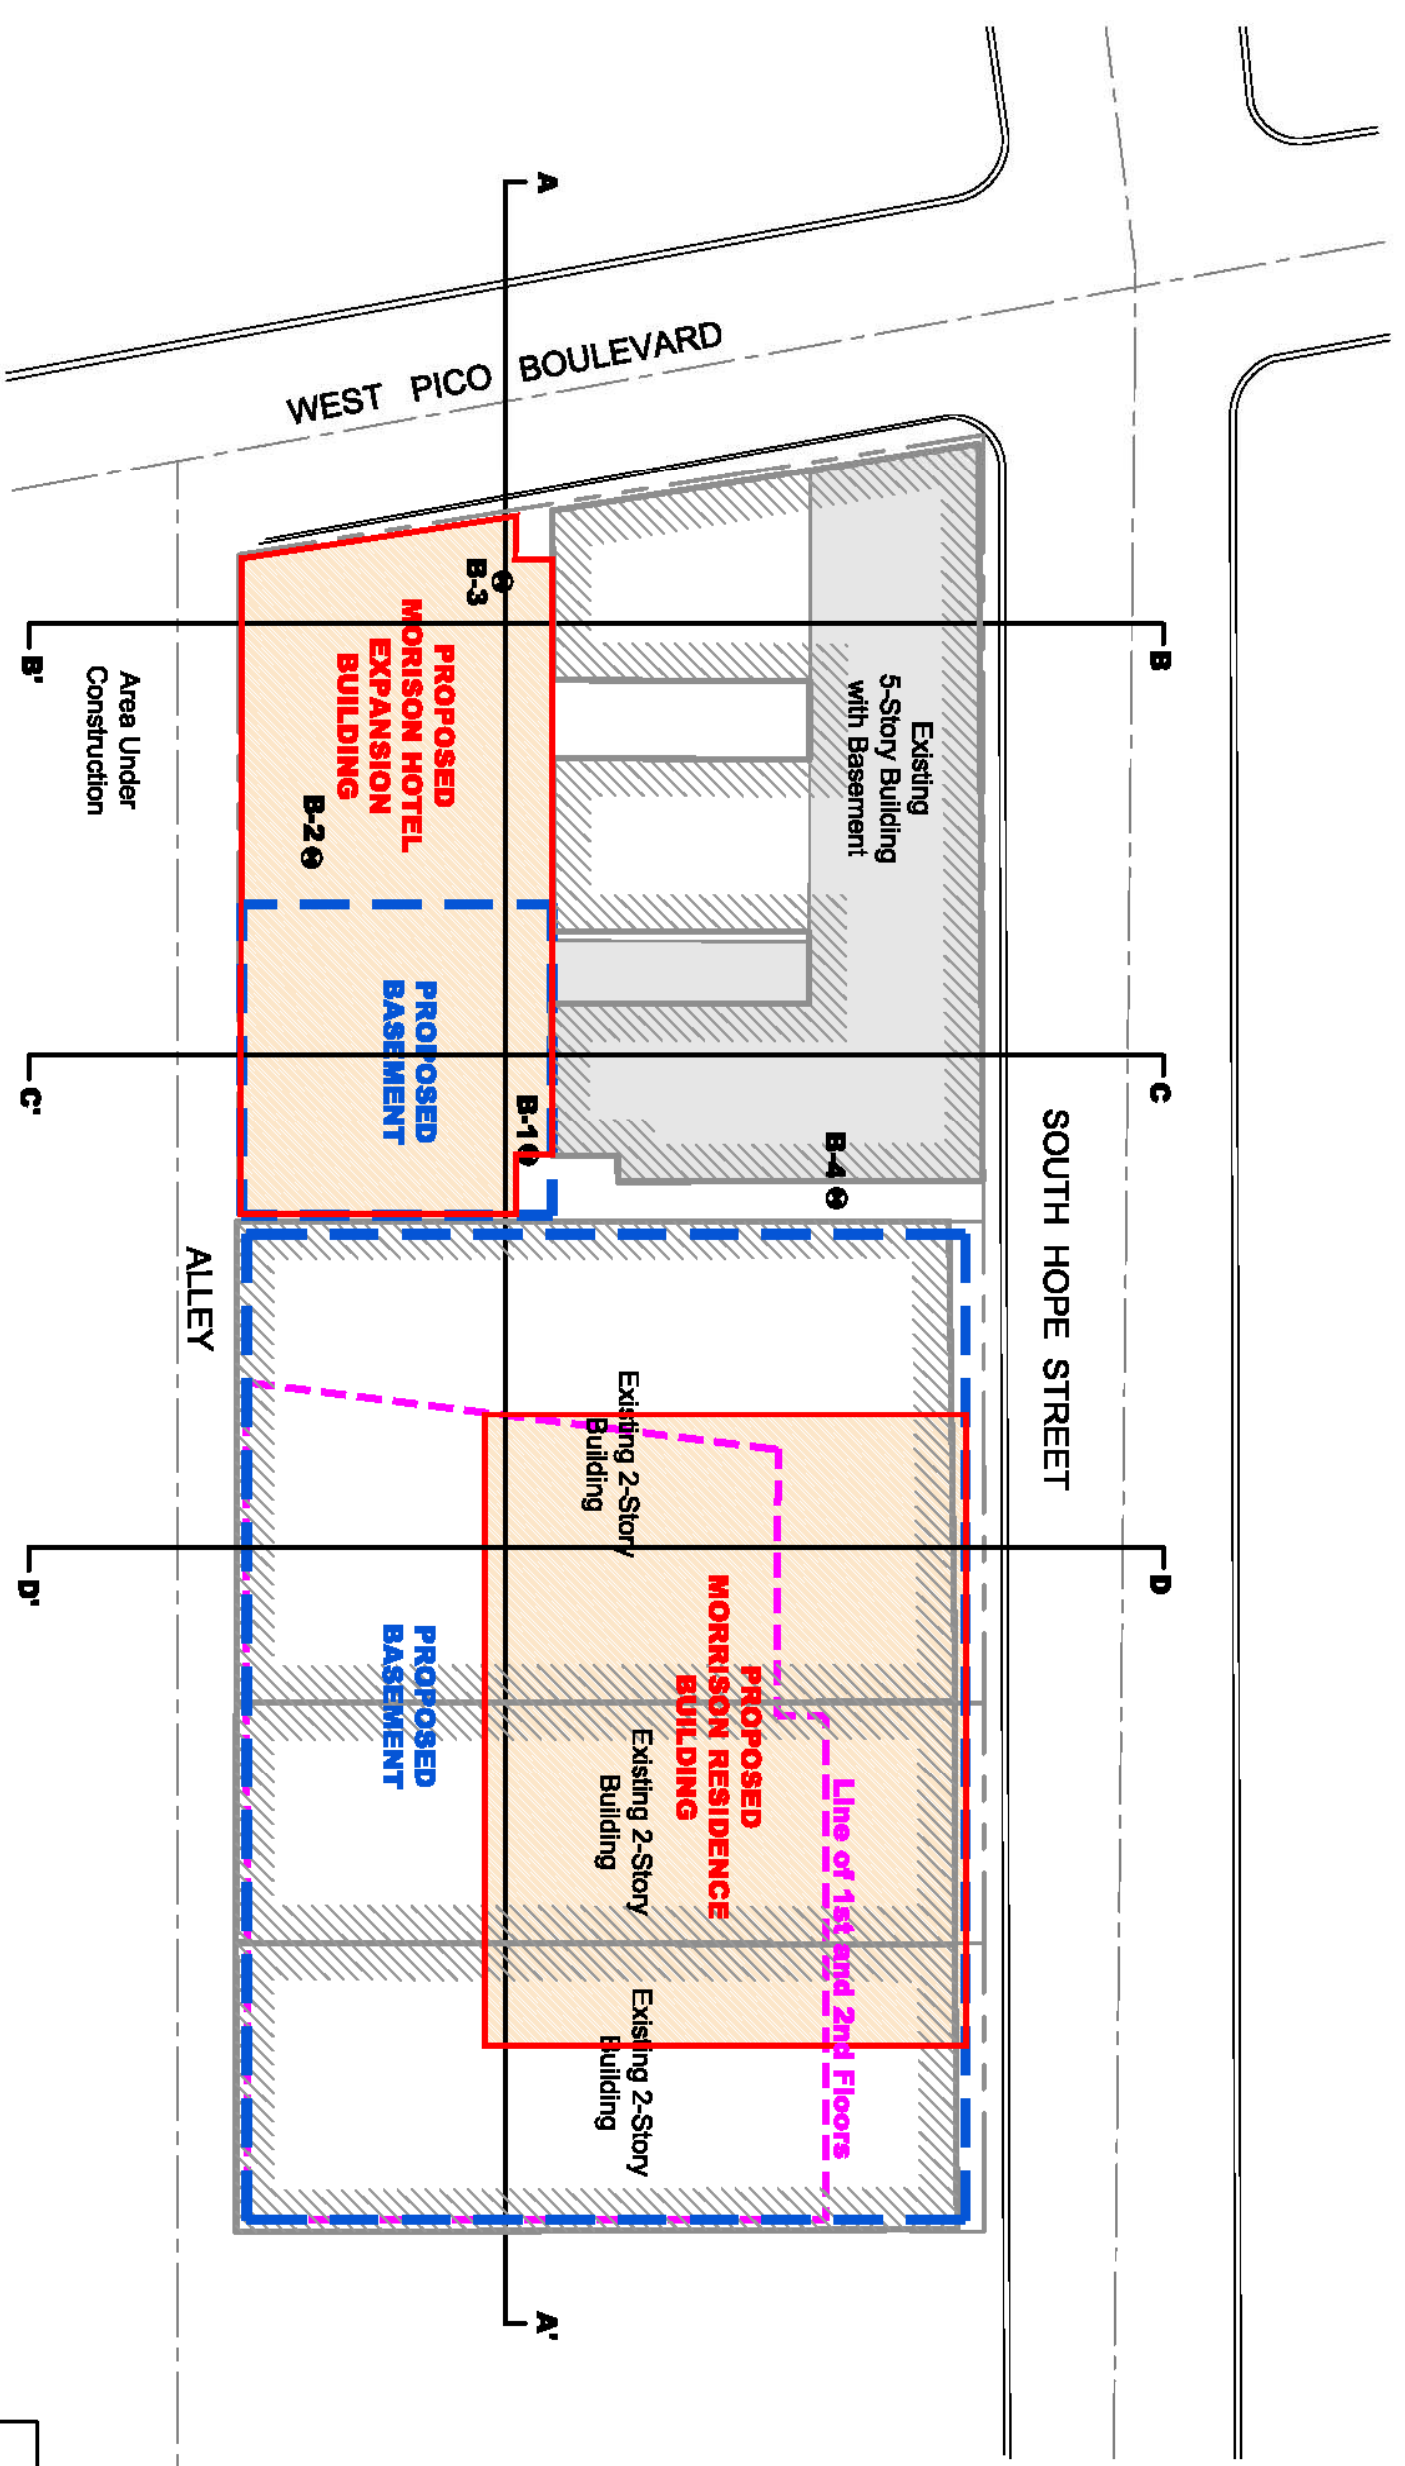 WEST PICO BOULEVARD
SOUTH HOPE STREET
ALLEY
A
A'
B
B'
C
C'
D
D'
B-3
B-2
B-1
B-4
Existing
5-Story Building
with Basement
PROPOSED
MORISON HOTEL
EXPANSION
BUILDING
PROPOSED
BASEMENT
Area Under
Construction
Existing 2-Story
Building
PROPOSED
MORRISON RESIDENCE
BUILDING
Existing 2-Story
Building
Existing 2-Story
Building
PROPOSED
BASEMENT
Line of 1st and 2nd Floors